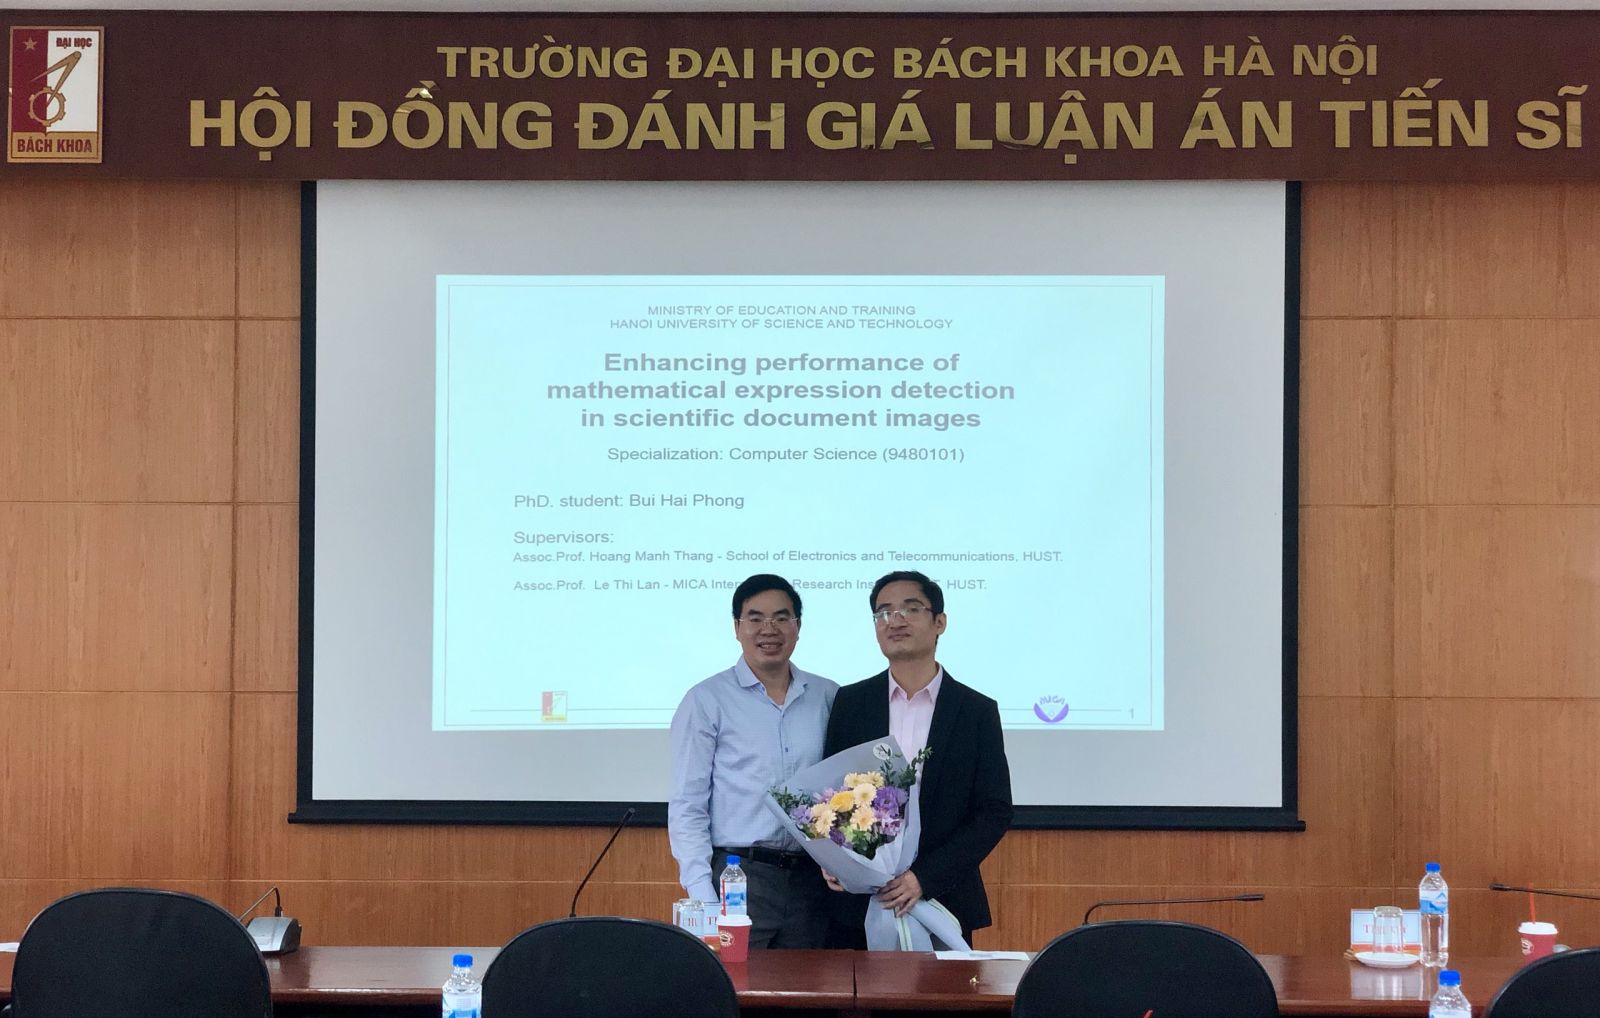 ĐẠI HỌC
BÁCH KHOA
TRƯỜNG ĐẠI HỌC BÁCH KHOA HÀ NỘI
HỘI ĐỒNG ĐÁNH GIÁ LUẬN ÁN TIẾN SĨ
MINISTRY OF EDUCATION AND TRAINING
HANOI UNIVERSITY OF SCIENCE AND TECHNOLOGY
Enhancing performance of
mathematical expression detection
in scientific document images
Specialization: Computer Science (9480101)
PhD. student: Bui Hai Phong
Supervisors:
Assoc.Prof. Hoang Manh Thang - School of Electronics and Telecommunications, HUST.
Assoc.Prof. Le Thi Lan - MICA Research HUST.
MICA
1